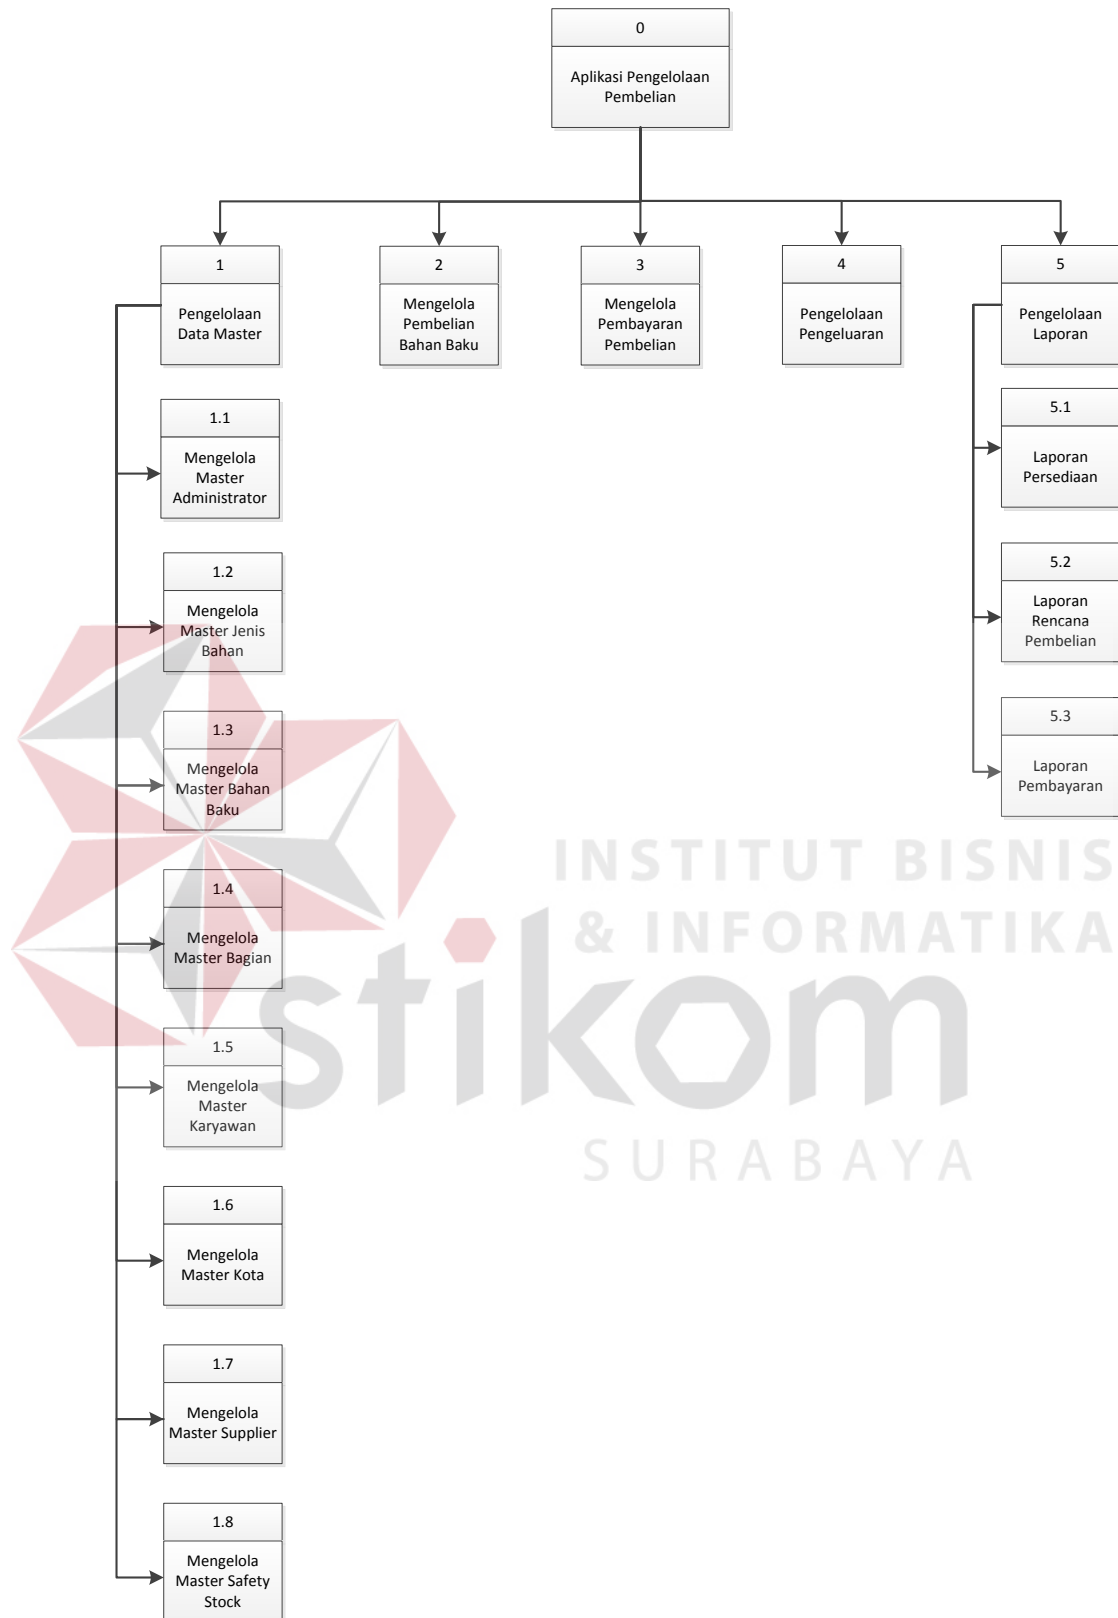 0
Aplikasi Pengelolaan
Pembelian
1
Pengelolaan
Data Master
2
Mengelola
Pembelian
Bahan Baku
3
Mengelola
Pembayaran
Pembelian
4
Pengelolaan
Pengeluaran
5
Pengelolaan
Laporan
1.1
Mengelola
Master
Administrator
1.2
Mengelola
Master Jenis
Bahan
1.3
Mengelola
Master Bahan
Baku
1.4
Mengelola
Master Bagian
1.5
Mengelola
Master
Karyawan
1.6
Mengelola
Master Kota
1.7
Mengelola
Master Supplier
1.8
Mengelola
Master Safety
Stock
5.1
Laporan
Persediaan
5.2
Laporan
Rencana
Pembelian
5.3
Laporan
Pembayaran
INSTITUT BISNIS
& INFORMATIKA
stikom
SURABAYA